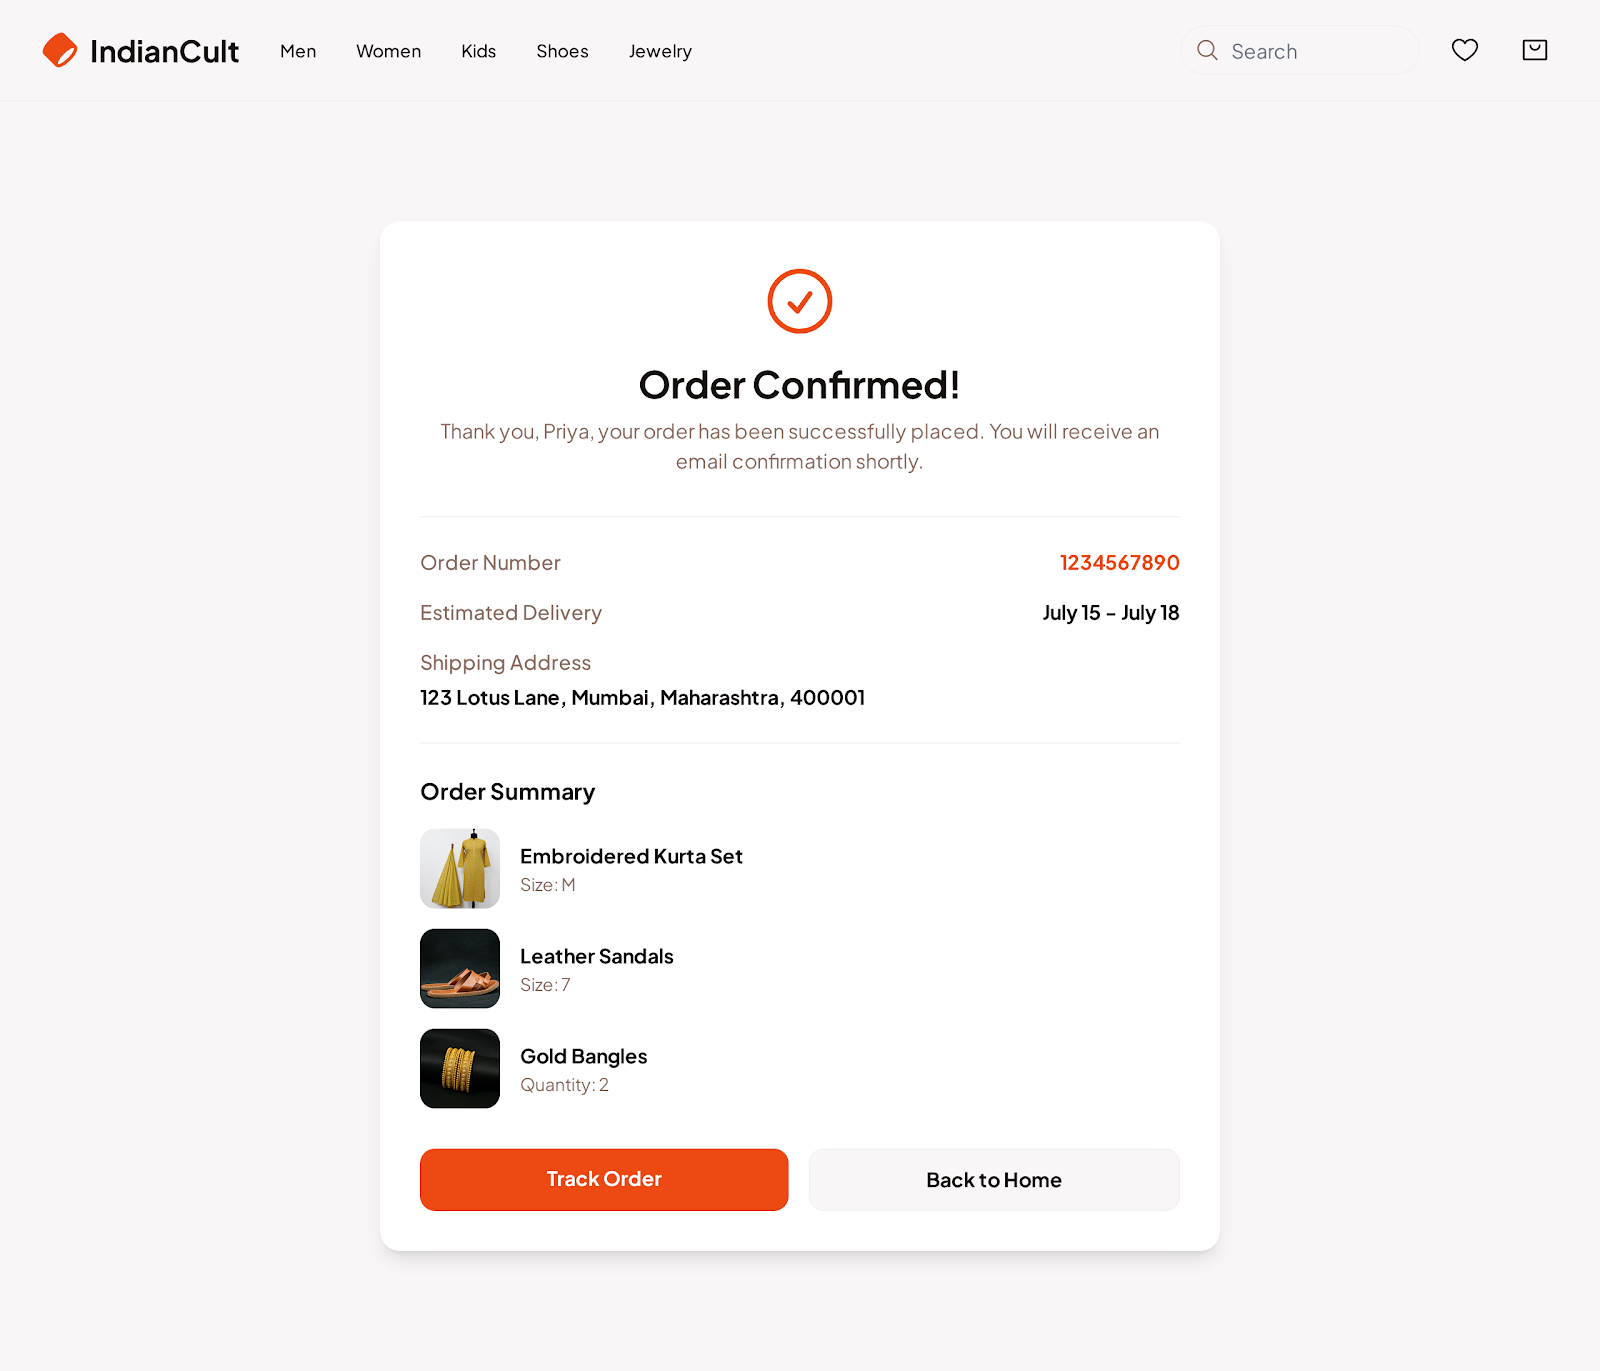 IndianCult
Men
Women
Kids
Shoes
Jewelry
Search
Order Confirmed!
Thank you, Priya, your order has been successfully placed. You will receive an
email confirmation shortly.
Order Number
1234567890
Estimated Delivery
July 15 – July 18
Shipping Address
123 Lotus Lane, Mumbai, Maharashtra, 400001
Order Summary
Embroidered Kurta Set
Size: M
Leather Sandals
Size: 7
Gold Bangles
Quantity: 2
Track Order
Back to Home